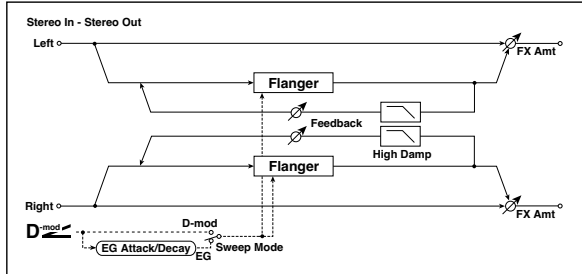 Stereo In - Stereo Out
Left
FX Amt
Flanger
Feedback
High Damp
Flanger
Right
FX Amt
D-mod
D-mod
EG Attack/Decay
EG
Sweep Mode